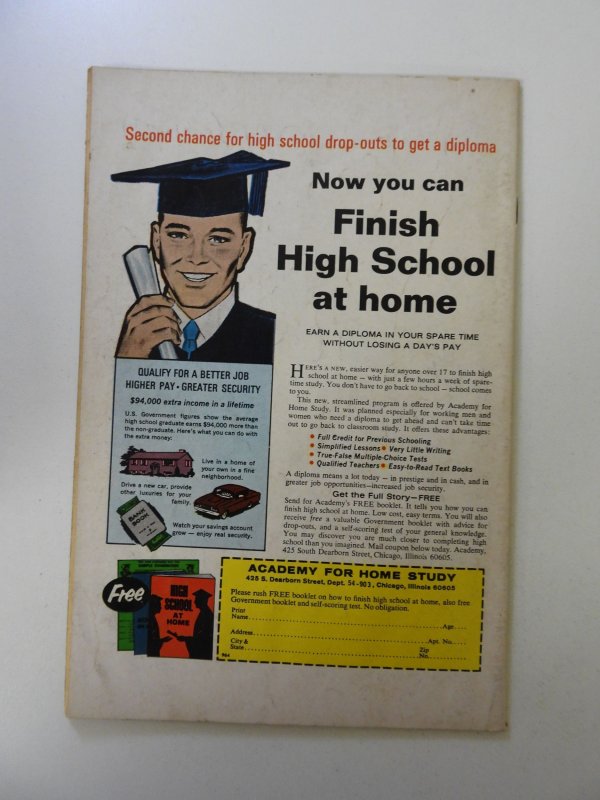 Second chance for high school drop-outs to get a diploma
Now you can
Finish
High School
at home
EARN A DIPLOMA IN YOUR SPARE TIME
WITHOUT LOSING A DAY'S PAY
QUALIFY FOR A BETTER JOB
HIGHER PAY • GREATER SECURITY
$94,000 extra income in a lifetime
U.S. Government figures show the average
high school graduate earns $94,000 more than
the non-graduate. Here's what you can do with
the extra money:
Live in a home of
your own in a fine
neighborhood.
Drive a new car, provide
other luxuries for your
family.
BANK
BOOK
Watch your savings account
grow — enjoy real security.
HERE'S A NEW, easier way for anyone over 17 to finish high
school at home — with just a few hours a week of spare-
time study. You don't have to go back to school — school comes
to you.
This new, streamlined program is offered by Academy for
Home Study. It was planned especially for working men and
women who need a diploma to get ahead and can't take time
out to go back to classroom study. It offers these advantages:
• Full Credit for Previous Schooling
• Simplified Lessons • Very Little Writing
• True-False Multiple-Choice Tests
• Qualified Teachers • Easy-to-Read Text Books
A diploma means a lot today — in prestige and in cash, and in
greater job opportunities—increased job security.
Get the Full Story—FREE
Send for Academy's FREE booklet. It tells you how you can
finish high school at home. Low cost, easy terms. You will also
receive free a valuable Government booklet with advice for
drop-outs, and a self-scoring test of your general knowledge.
You may discover you are much closer to completing high
school than you imagined. Mail coupon below today. Academy,
425 South Dearborn Street, Chicago, Illinois 60605.
Free
HIGH
SCHOOL
AT
HOME
ACADEMY FOR HOME STUDY
425 S. Dearborn Street, Dept. 54-903, Chicago, Illinois 60605
Please rush FREE booklet on how to finish high school at home, also free
Government booklet and self-scoring test. No obligation.
Print
Name Age
Address Apt. No.
City & Zip
State No.
964